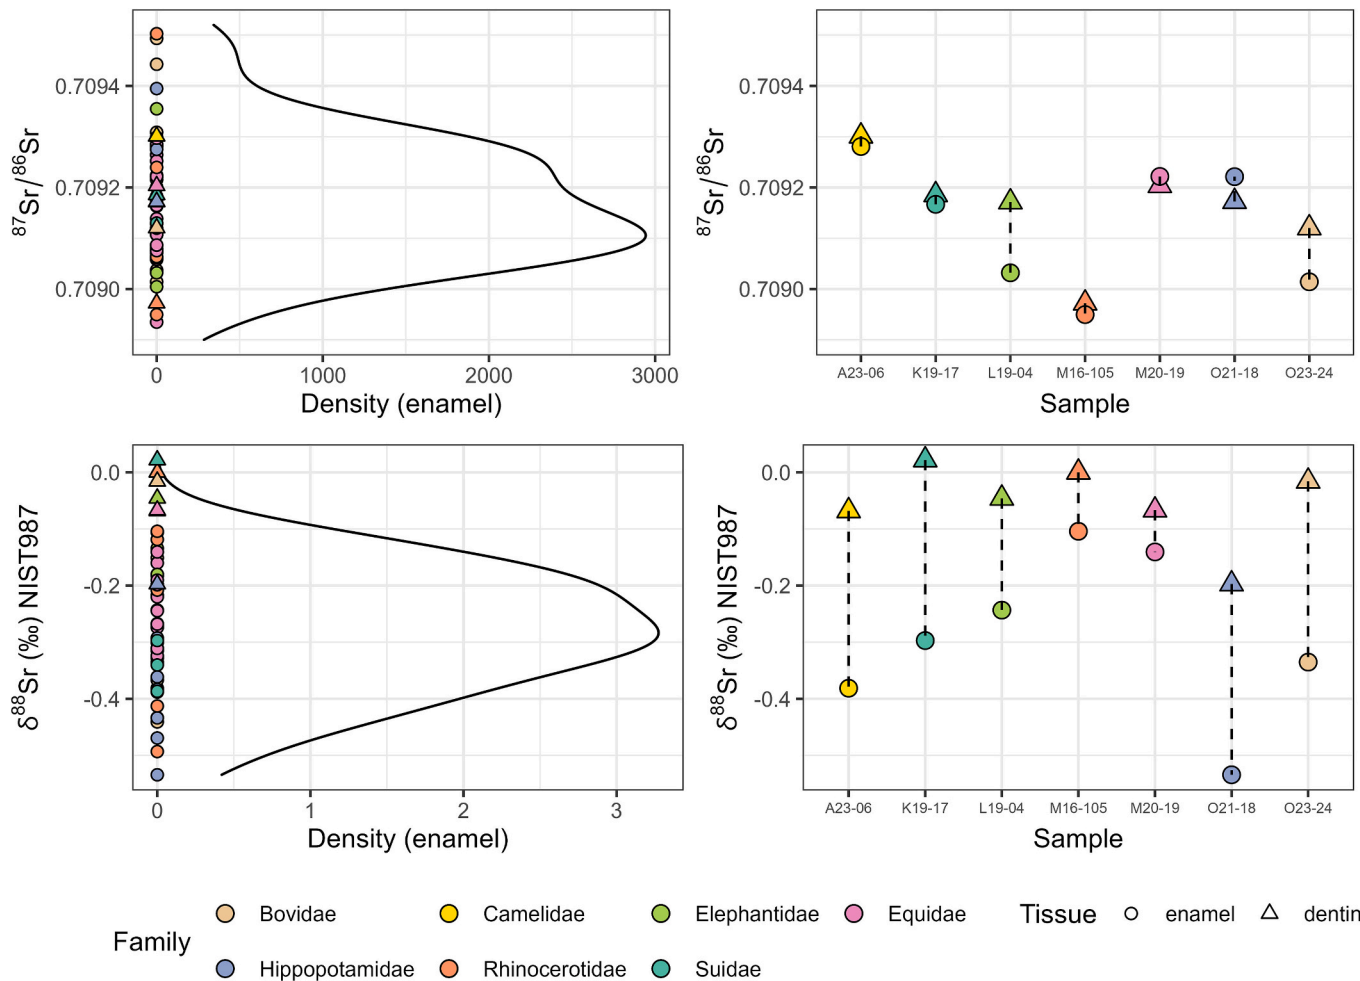 ⁸⁷Sr/⁸⁶Sr
0.7094
0.7092
0.7090
0 1000 2000 3000
Density (enamel)
⁸⁷Sr/⁸⁶Sr
0.7094
0.7092
0.7090
A23-06 K19-17 L19-04 M16-105 M20-19 O21-18 O23-24
Sample
δ⁸⁸Sr (‰) NIST987
0.0
-0.2
-0.4
0 1 2 3
Density (enamel)
δ⁸⁸Sr (‰) NIST987
0.0
-0.2
-0.4
A23-06 K19-17 L19-04 M16-105 M20-19 O21-18 O23-24
Sample
Family
Bovidae Camelidae Elephantidae Equidae
Hippopotamidae Rhinocerotidae Suidae
Tissue enamel dentin